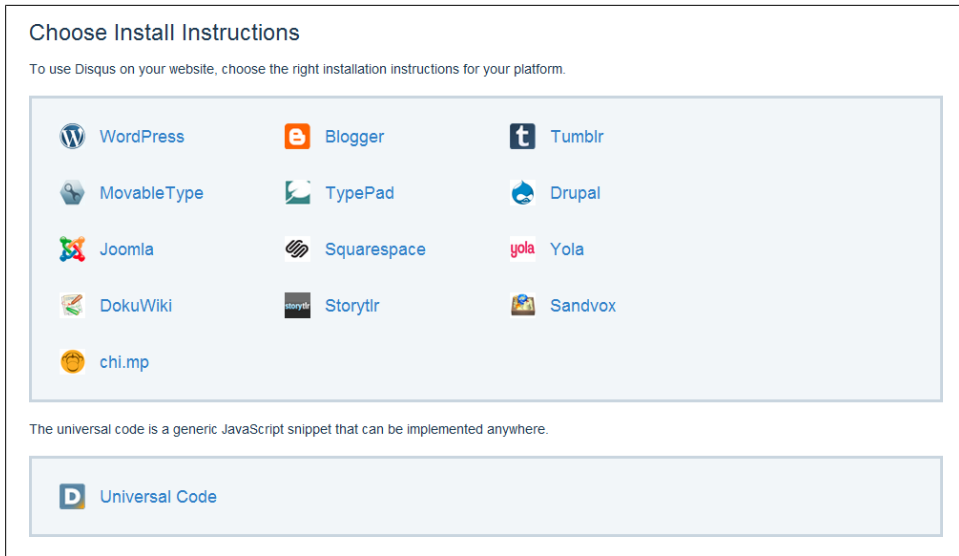 Choose Install Instructions
To use Disqus on your website, choose the right installation instructions for your platform.
WordPress
Blogger
Tumblr
MovableType
TypePad
Drupal
Joomla
Squarespace
yola Yola
DokuWiki
storytlr Storytlr
Sandvox
chi.mp
The universal code is a generic JavaScript snippet that can be implemented anywhere.
D Universal Code